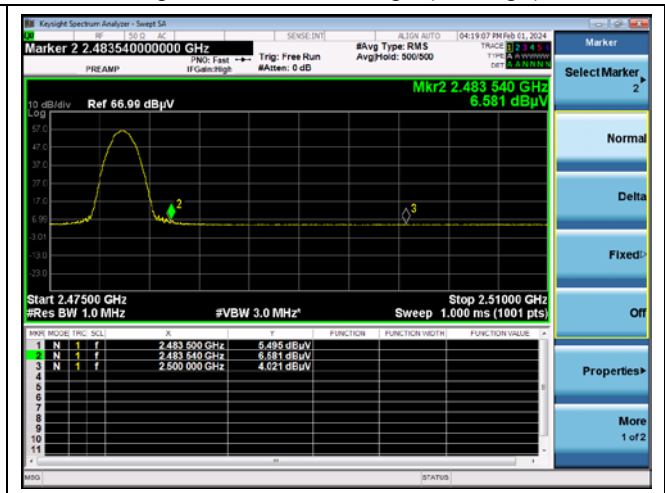 Keysight Spectrum Analyzer - Swept SA
RF 50 Ω AC SENSE:INT ALIGN AUTO 04:19:07 PM Feb 01, 2024
Marker 2 2.483540000000 GHz
PREAMP
PNO: Fast
IFGain:High
Trig: Free Run
#Atten: 0 dB
#Avg Type: RMS
Avg|Hold: 500/500
TRACE 1 2 3 4 5 6
TYPE A
DET A A N N N N
Mkr2 2.483 540 GHz
6.581 dBµV
10 dB/div Ref 66.99 dBµV
Log
57.0
47.0
37.0
27.0
17.0
6.99
-3.01
-13.0
-23.0
2
3
Start 2.47500 GHz Stop 2.51000 GHz
#Res BW 1.0 MHz #VBW 3.0 MHz* Sweep 1.000 ms (1001 pts)
MKR MODE TRC SCL X Y FUNCTION FUNCTION WIDTH FUNCTION VALUE
1 N 1 f 2.483 500 GHz 5.495 dBµV
2 N 1 f 2.483 540 GHz 6.581 dBµV
3 N 1 f 2.500 000 GHz 4.021 dBµV
4
5
6
7
8
9
10
11
MSG STATUS
Marker
Select Marker
2
Normal
Delta
Fixed
Off
Properties
More
1 of 2